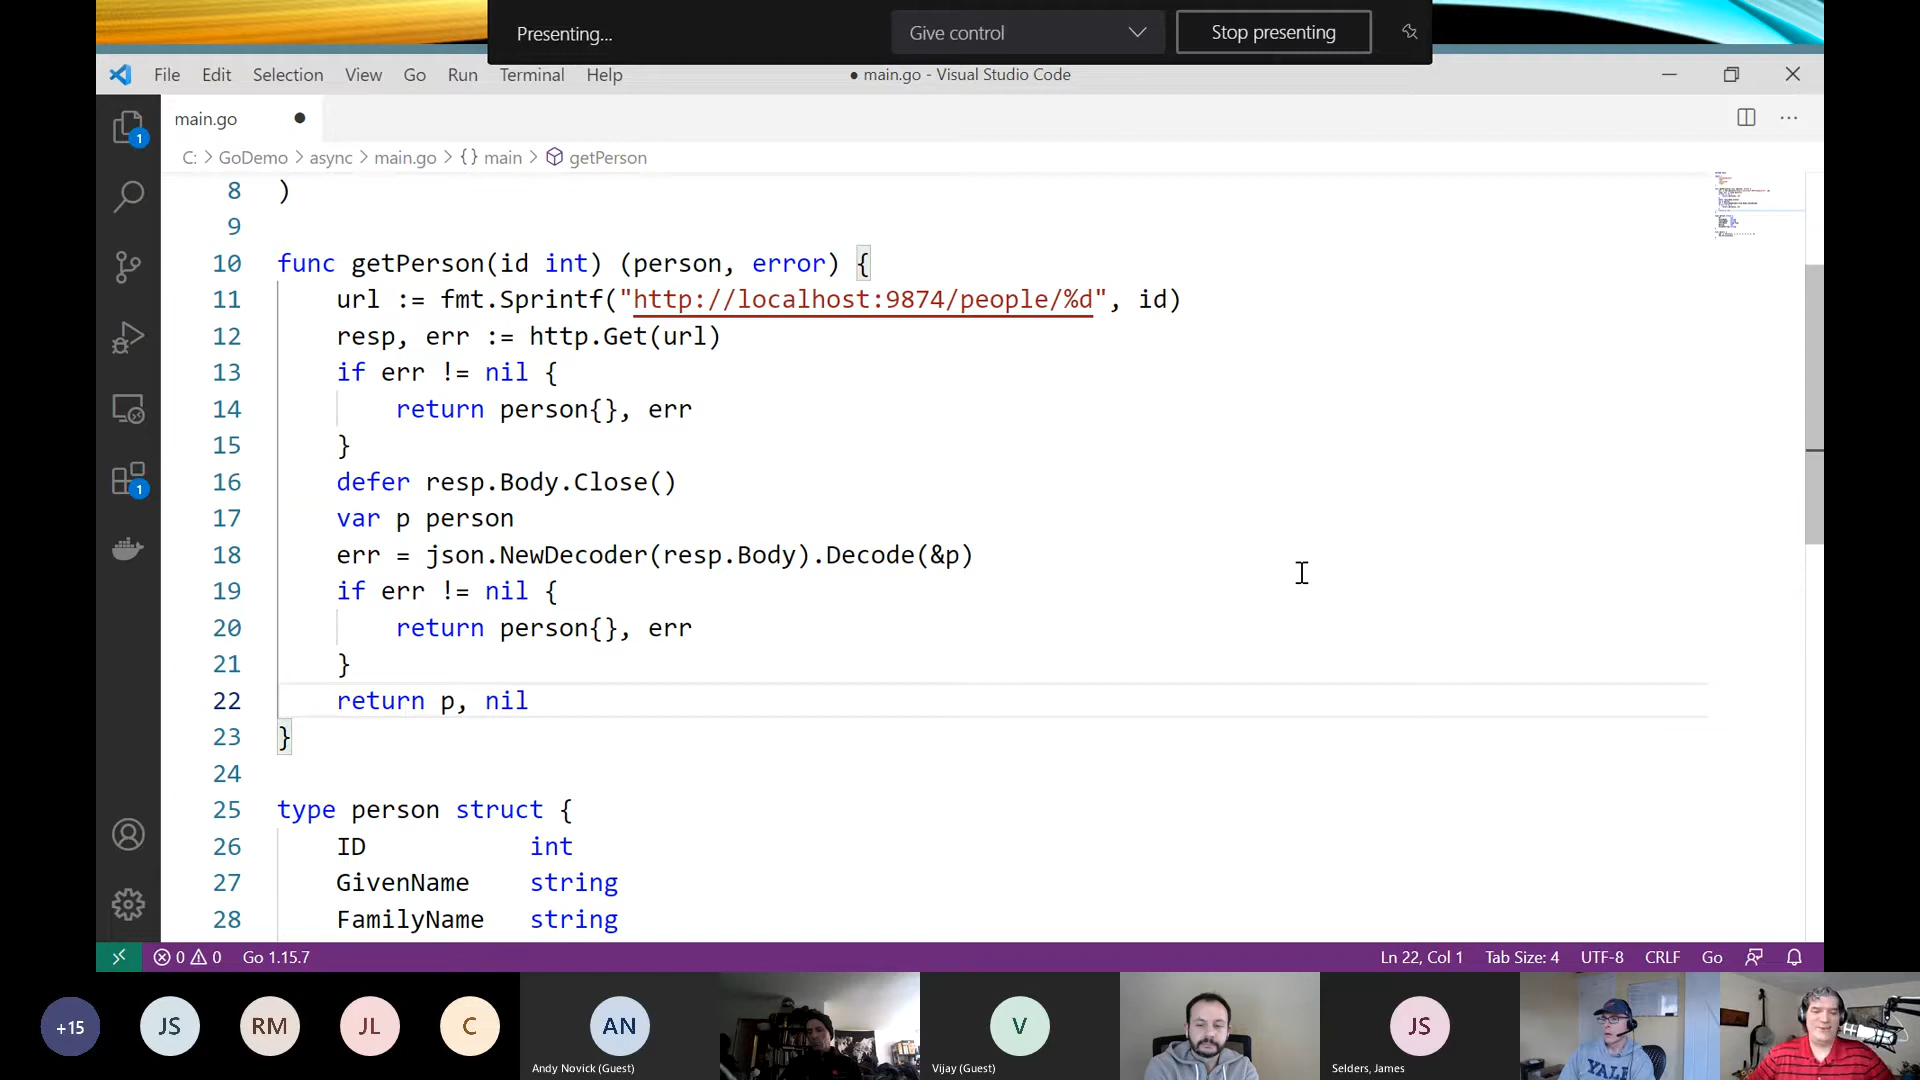 Presenting...
Give control
Stop presenting
File Edit Selection View Go Run Terminal Help
● main.go - Visual Studio Code
main.go
C: > GoDemo > async > main.go > {} main > getPerson
8 )
9
10 func getPerson(id int) (person, error) {
11 url := fmt.Sprintf("http://localhost:9874/people/%d", id)
12 resp, err := http.Get(url)
13 if err != nil {
14 return person{}, err
15 }
16 defer resp.Body.Close()
17 var p person
18 err = json.NewDecoder(resp.Body).Decode(&p)
19 if err != nil {
20 return person{}, err
21 }
22 return p, nil
23 }
24
25 type person struct {
26 ID int
27 GivenName string
28 FamilyName string
1
1
0 0 Go 1.15.7
Ln 22, Col 1 Tab Size: 4 UTF-8 CRLF Go
+15 JS RM JL C AN V JS
Andy Novick (Guest)
Vijay (Guest)
Selders, James
YALE